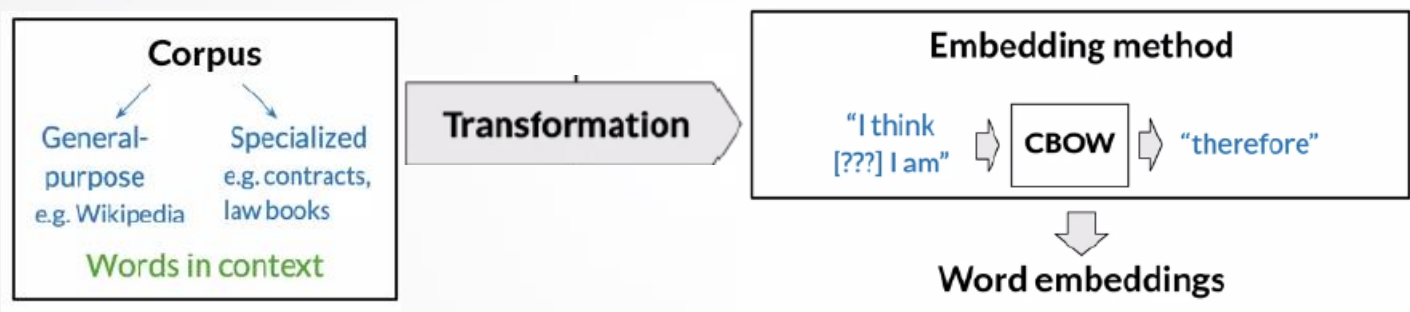 Corpus
General-
purpose
e.g. Wikipedia
Specialized
e.g. contracts,
law books
Words in context
Transformation
Embedding method
“I think
[???] I am”
CBOW
“therefore”
Word embeddings